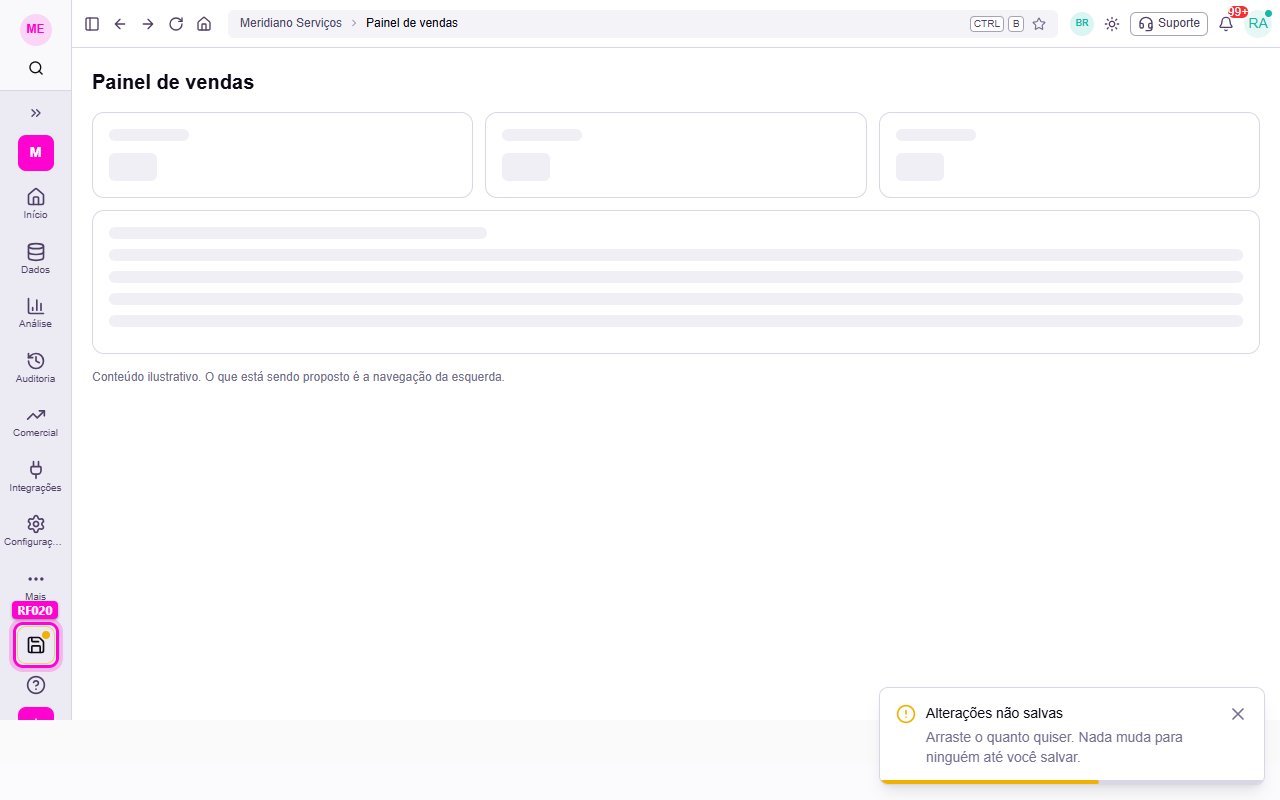 ME
Meridiano Serviços
Painel de vendas
CTRL
B
BR
Suporte
99+
RA
M
Início
Dados
Análise
Auditoria
Comercial
Integrações
Configuraç...
Mais
RF020
Painel de vendas
Conteúdo ilustrativo. O que está sendo proposto é a navegação da esquerda.
Alterações não salvas
Arraste o quanto quiser. Nada muda para
ninguém até você salvar.